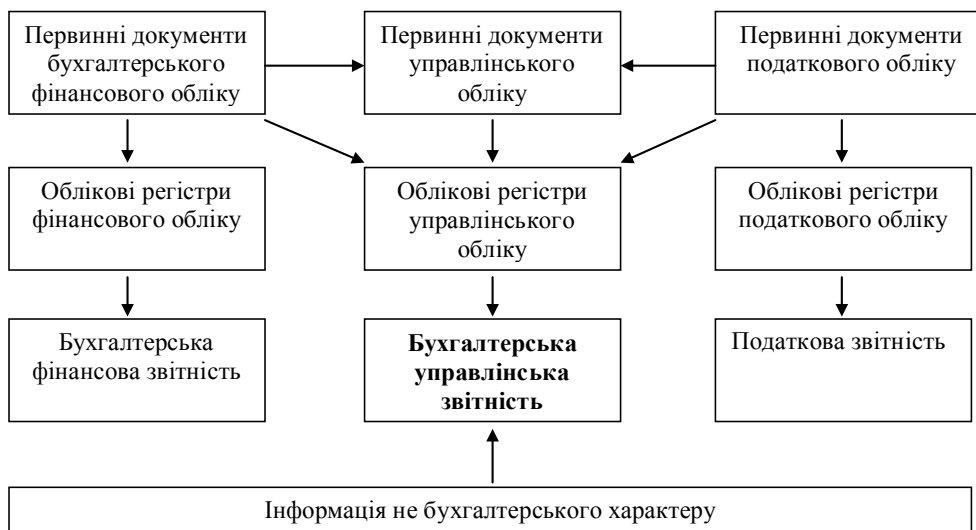 Первинні документи
бухгалтерського
фінансового обліку
Первинні документи
управлінського
обліку
Первинні документи
податкового обліку
Облікові регістри
фінансового обліку
Облікові регістри
управлінського
обліку
Облікові регістри
податкового обліку
Бухгалтерська
фінансова звітність
Бухгалтерська
управлінська
звітність
Податкова звітність
Інформація не бухгалтерського характеру